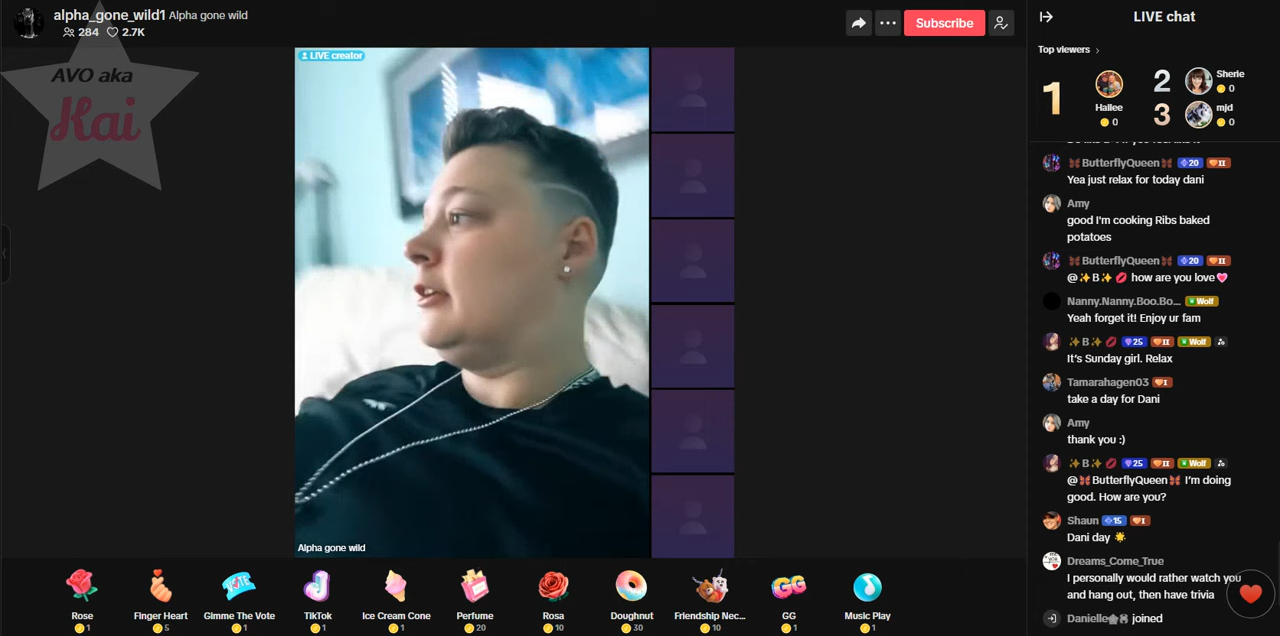 alpha_gone_wild1 Alpha gone wild
284 2.7K
Subscribe
AVO aka
Kai
LIVE creator
Alpha gone wild
Rose
1
Finger Heart
5
Gimme The Vote
1
TikTok
1
Ice Cream Cone
1
Perfume
20
Rosa
10
Doughnut
30
Friendship Nec...
10
GG
1
Music Play
1
LIVE chat
Top viewers
1
Hailee
0
2
Sherie
0
3
mjd
0
ButterflyQueen 20 II
Yea just relax for today dani
Amy
good I'm cooking Ribs baked
potatoes
ButterflyQueen 20 II
@✨B✨💋 how are you love💗
Nanny.Nanny.Boo.Bo... Wolf
Yeah forget it! Enjoy ur fam
✨B✨💋 25 II Wolf
It's Sunday girl. Relax
Tamarahagen03 I
take a day for Dani
Amy
thank you :)
✨B✨💋 25 II Wolf
@🦋ButterflyQueen🦋 I'm doing
good. How are you?
Shaun 15 I
Dani day ☀
Dreams_Come_True
I personally would rather watch you
and hang out, then have trivia
Danielle joined